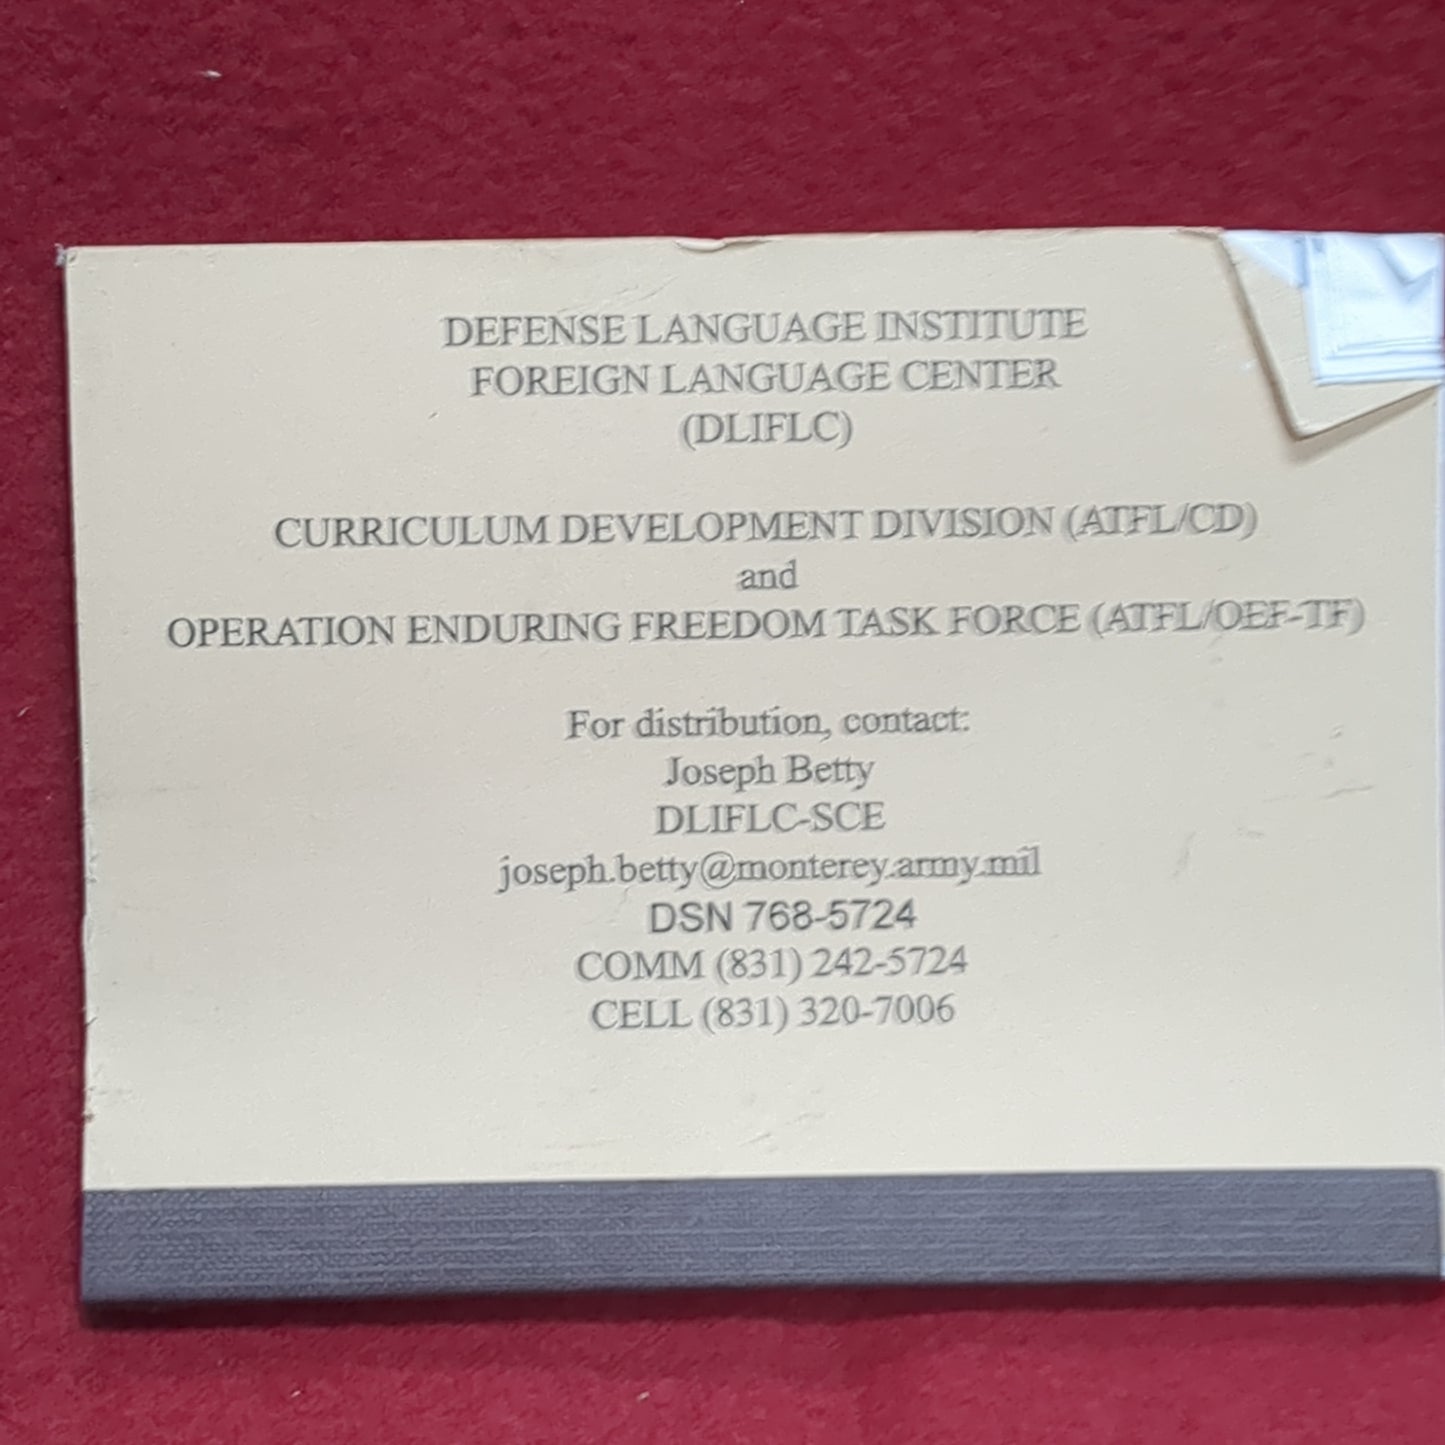 DEFENSE LANGUAGE INSTITUTE
FOREIGN LANGUAGE CENTER
(DLIFLC)
CURRICULUM DEVELOPMENT DIVISION (ATFL/CD)
and
OPERATION ENDURING FREEDOM TASK FORCE (ATFL/OEF-TF)
For distribution, contact:
Joseph Betty
DLIFLC-SCE
joseph.betty@monterey.army.mil
DSN 768-5724
COMM (831) 242-5724
CELL (831) 320-7006